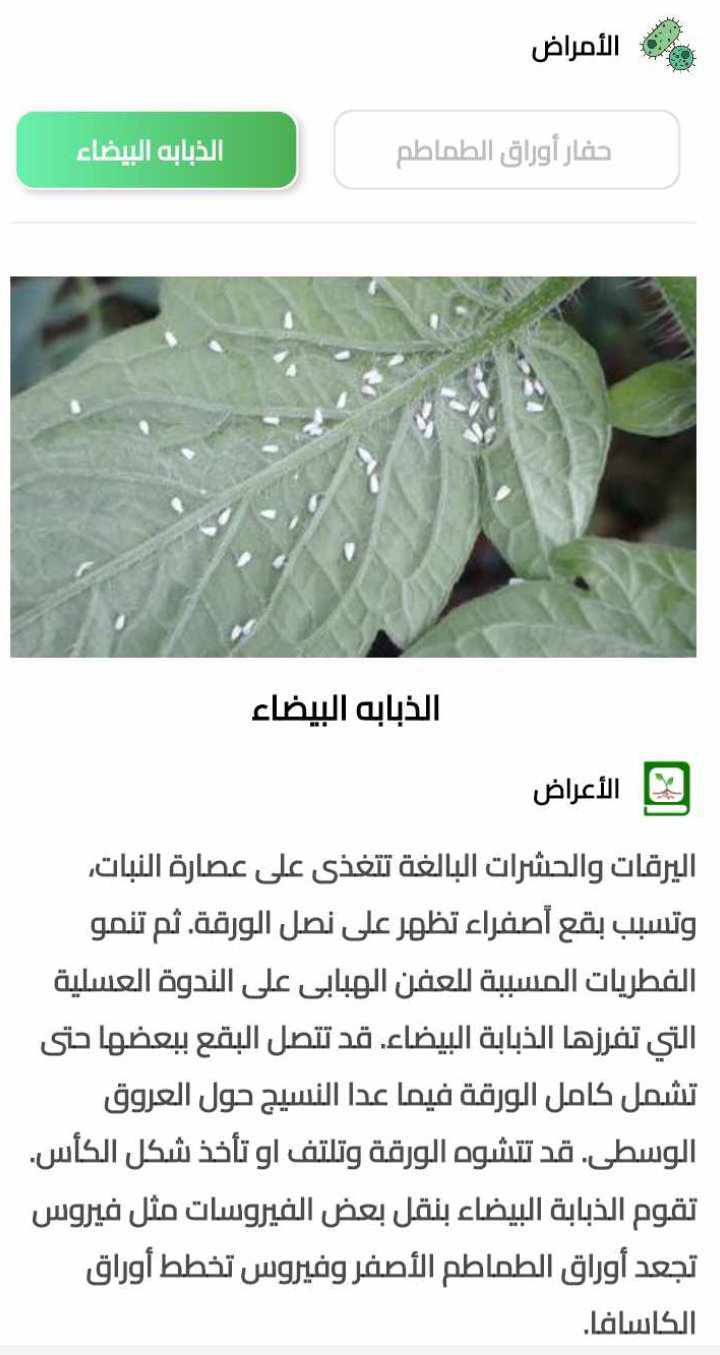 الأمراض
حفار أوراق الطماطم
الذبابه البيضاء
الذبابه البيضاء
الأعراض
اليرقات والحشرات البالغة تتغذى على عصارة النبات،
وتسبب بقع أصفراء تظهر على نصل الورقة. ثم تنمو
الفطريات المسببة للعفن الهبابى على الندوة العسلية
التي تفرزها الذبابة البيضاء. قد تتصل البقع ببعضها حتى
تشمل كامل الورقة فيما عدا النسيج حول العروق
الوسطى. قد تتشوه الورقة وتلتف او تأخذ شكل الكأس.
تقوم الذبابة البيضاء بنقل بعض الفيروسات مثل فيروس
تجعد أوراق الطماطم الأصفر وفيروس تخطط أوراق
الكاسافا.